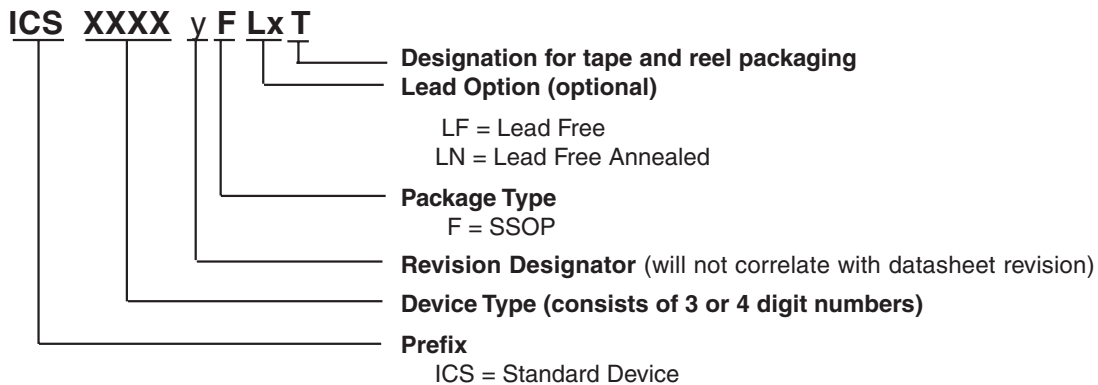 ICS XXXX y F Lx T
Designation for tape and reel packaging
Lead Option (optional)
LF = Lead Free
LN = Lead Free Annealed
Package Type
F = SSOP
Revision Designator (will not correlate with datasheet revision)
Device Type (consists of 3 or 4 digit numbers)
Prefix
ICS = Standard Device